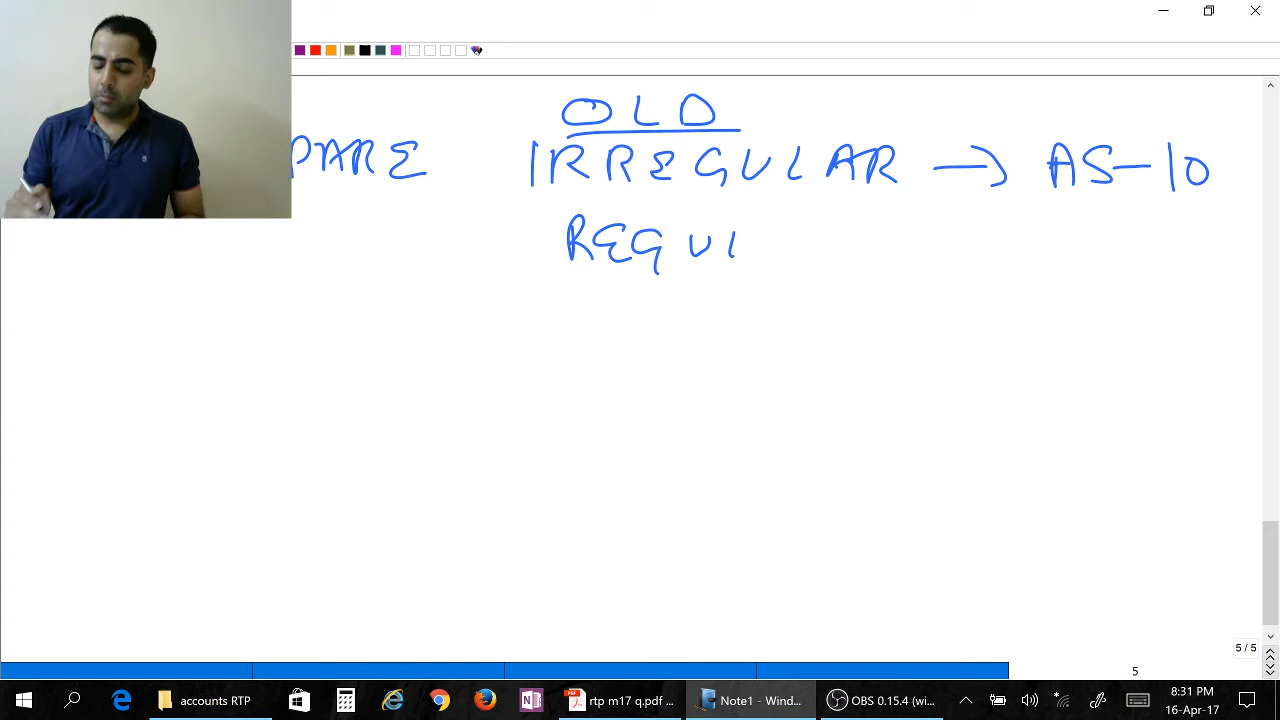 OLD
PARE IRREGULAR → AS-10
REGUL
5 / 5
5
accounts RTP
rtp m17 q.pdf ...
Note1 - Wind...
OBS 0.15.4 (wi...
8:31 PM
16-Apr-17